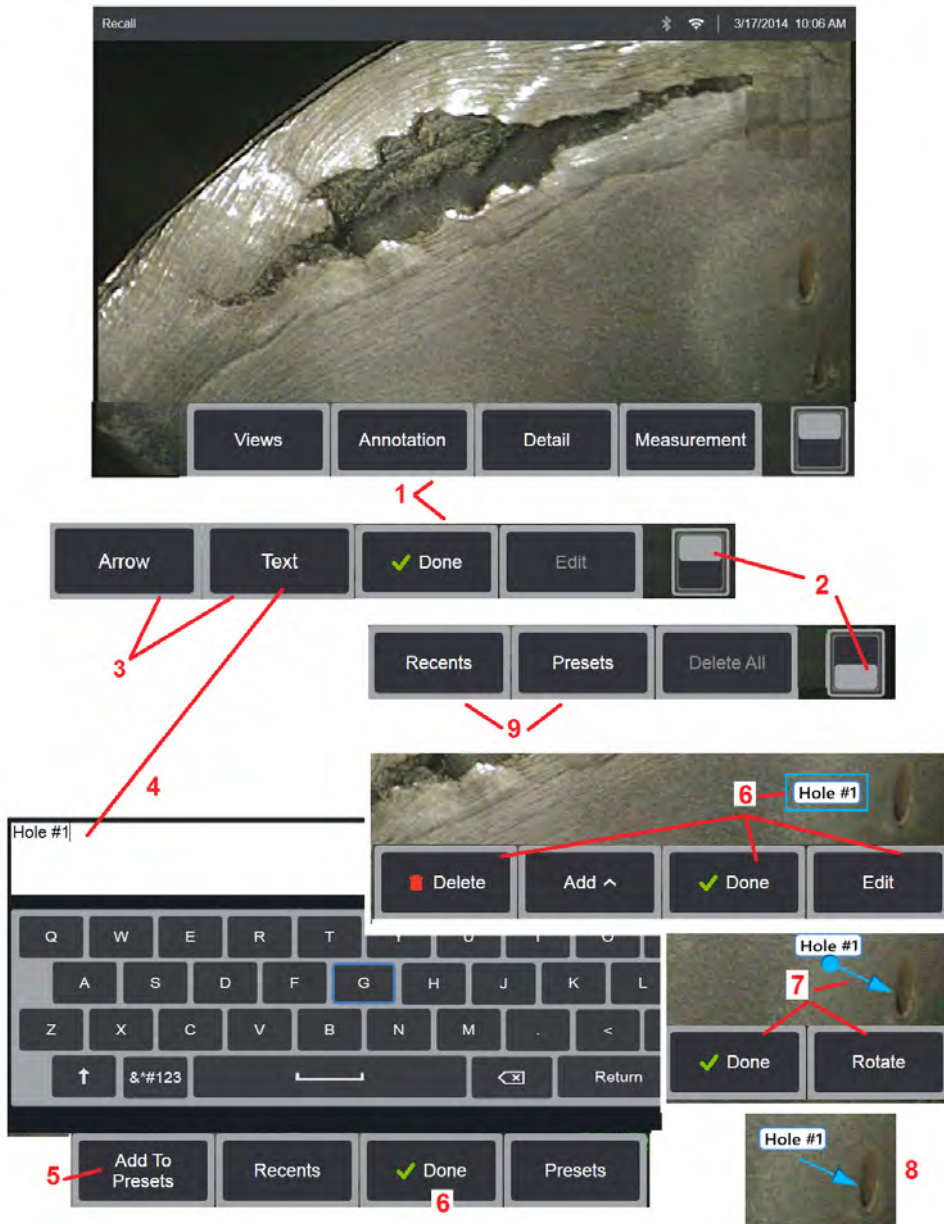 Recall 3/17/2014 10:06 AM
Views Annotation Detail Measurement
1
Arrow Text Done Edit
2
3
Recents Presets Delete All
9
4
6 Hole #1
Hole #1
Delete Add Done Edit
Q W E R T Y U I O
Hole #1
A S D F G H J K L
7
Z X C V B N M . <
Done Rotate
&*#123 Return
Hole #1
8
5 Add To
Presets Recents Done Presets
6